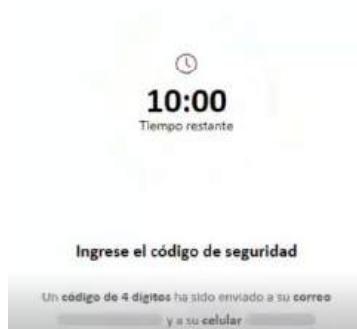 10:00
Tiempo restante
Ingrese el código de seguridad
Un código de 4 dígitos ha sido enviado a su correo
y a su celular